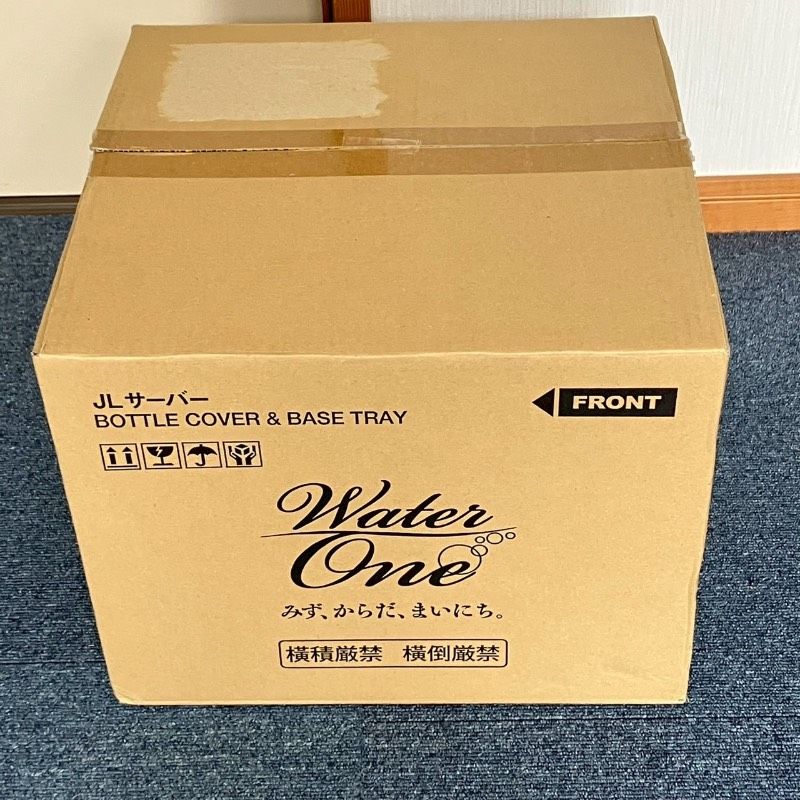 JLサーバー
BOTTLE COVER & BASE TRAY
FRONT
Water
One
みず、からだ、まいにち。
横積厳禁 横倒厳禁